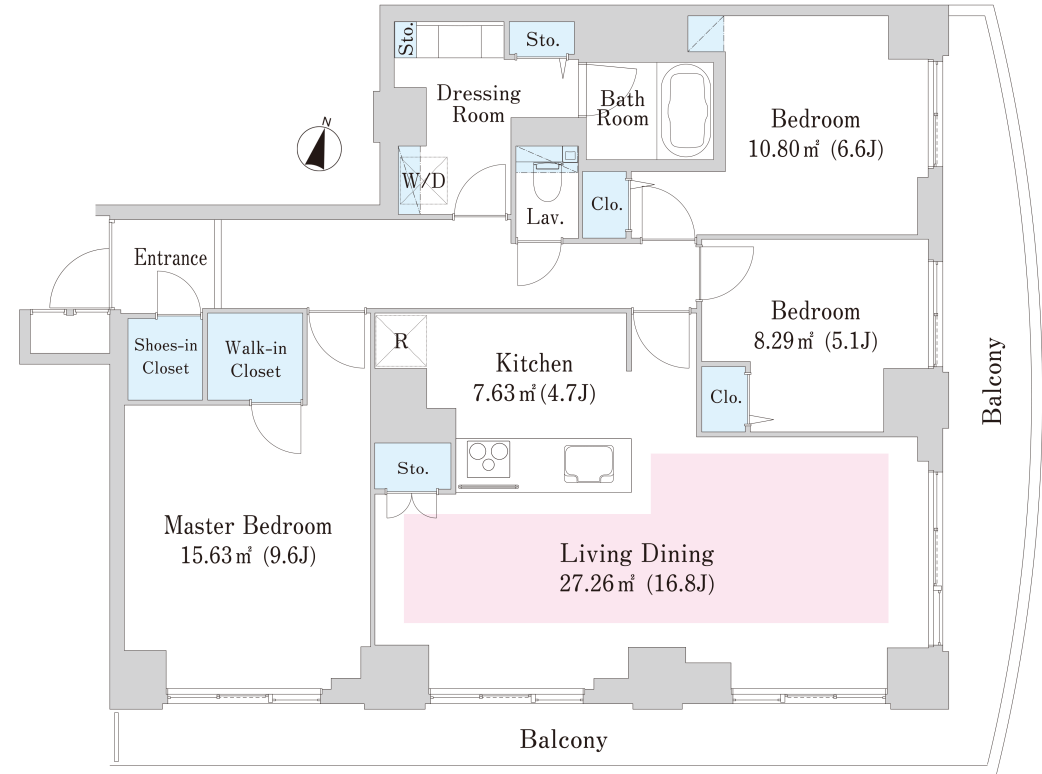 Sto.
Sto.
Dressing
Room
Bath
Room
Bedroom
10.80㎡ (6.6J)
N
W/D
Lav.
Clo.
Entrance
Bedroom
8.29㎡ (5.1J)
Shoes-in
Closet
Walk-in
Closet
R
Kitchen
7.63㎡(4.7J)
Clo.
Balcony
Sto.
Master Bedroom
15.63㎡ (9.6J)
Living Dining
27.26㎡ (16.8J)
Balcony